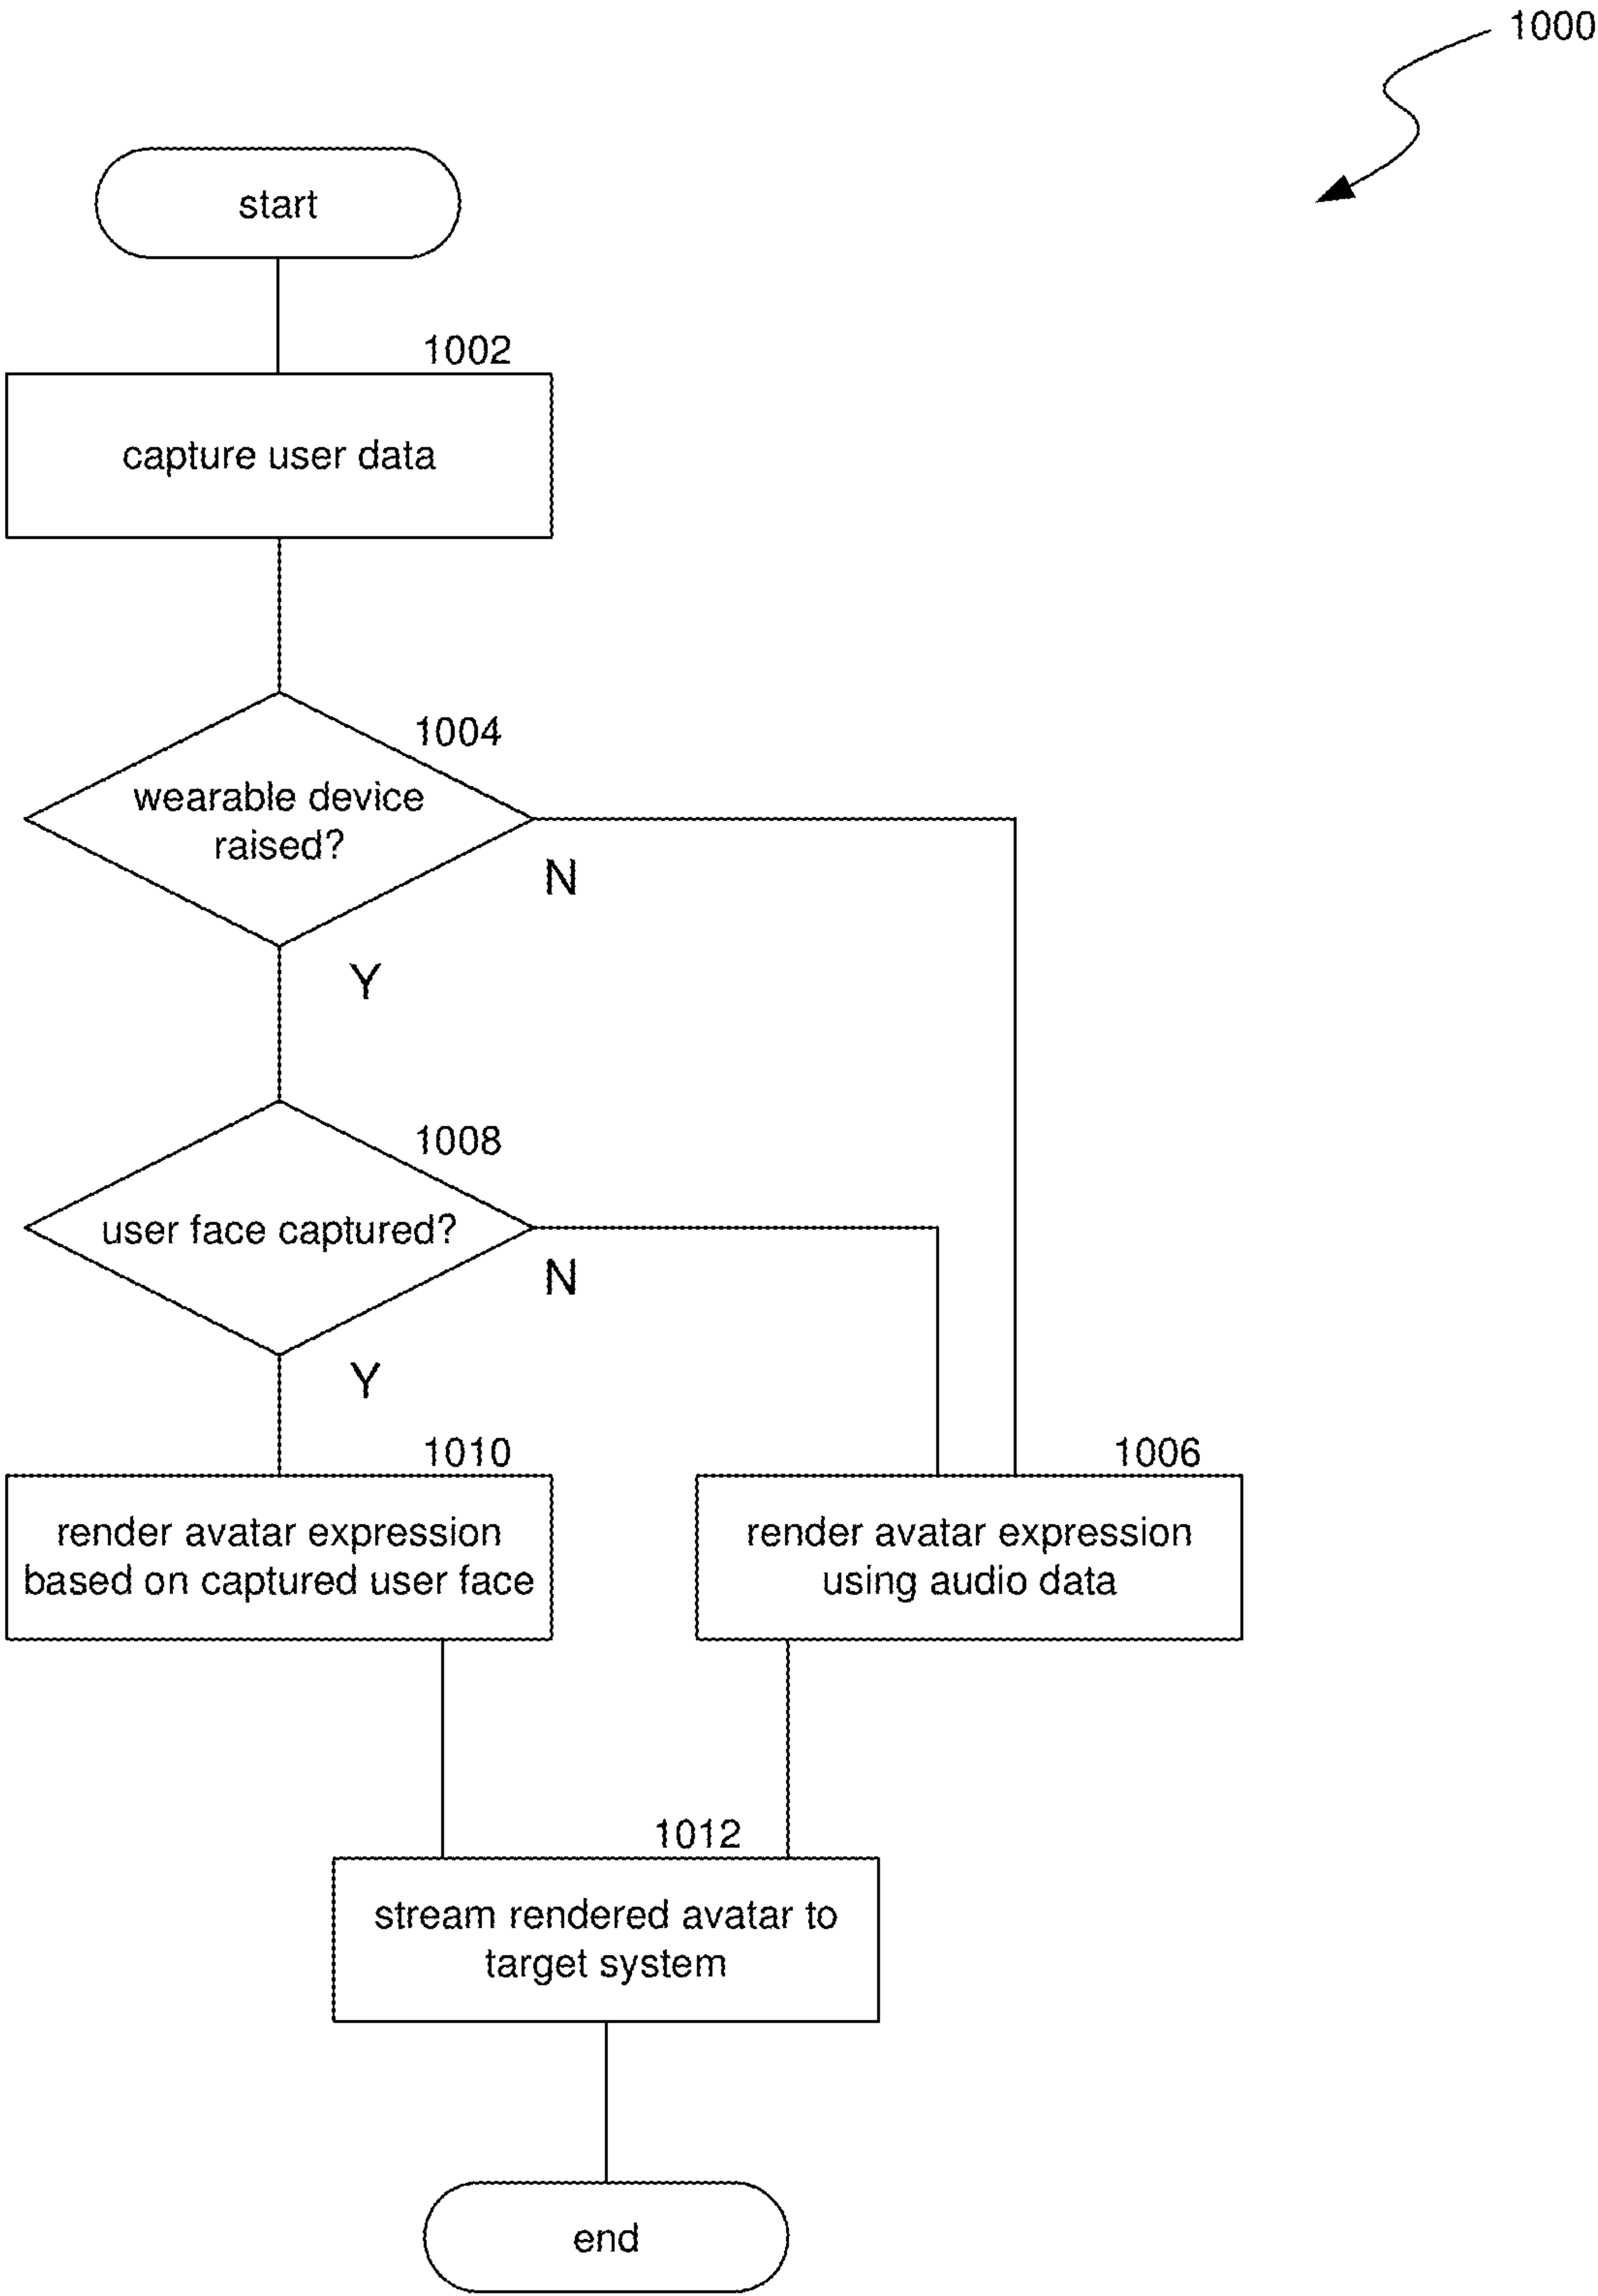 1000
start
1002
capture user data
1004
wearable device
raised?
N
Y
1008
user face captured?
N
Y
1010
render avatar expression
based on captured user face
1006
render avatar expression
using audio data
1012
stream rendered avatar to
target system
end